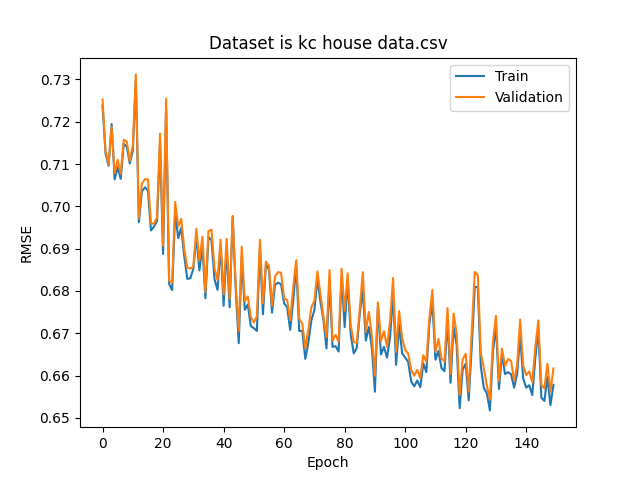 Dataset is kc house data.csv
Train
Validation
RMSE
0.73
0.72
0.71
0.70
0.69
0.68
0.67
0.66
0.65
0 20 40 60 80 100 120 140
Epoch